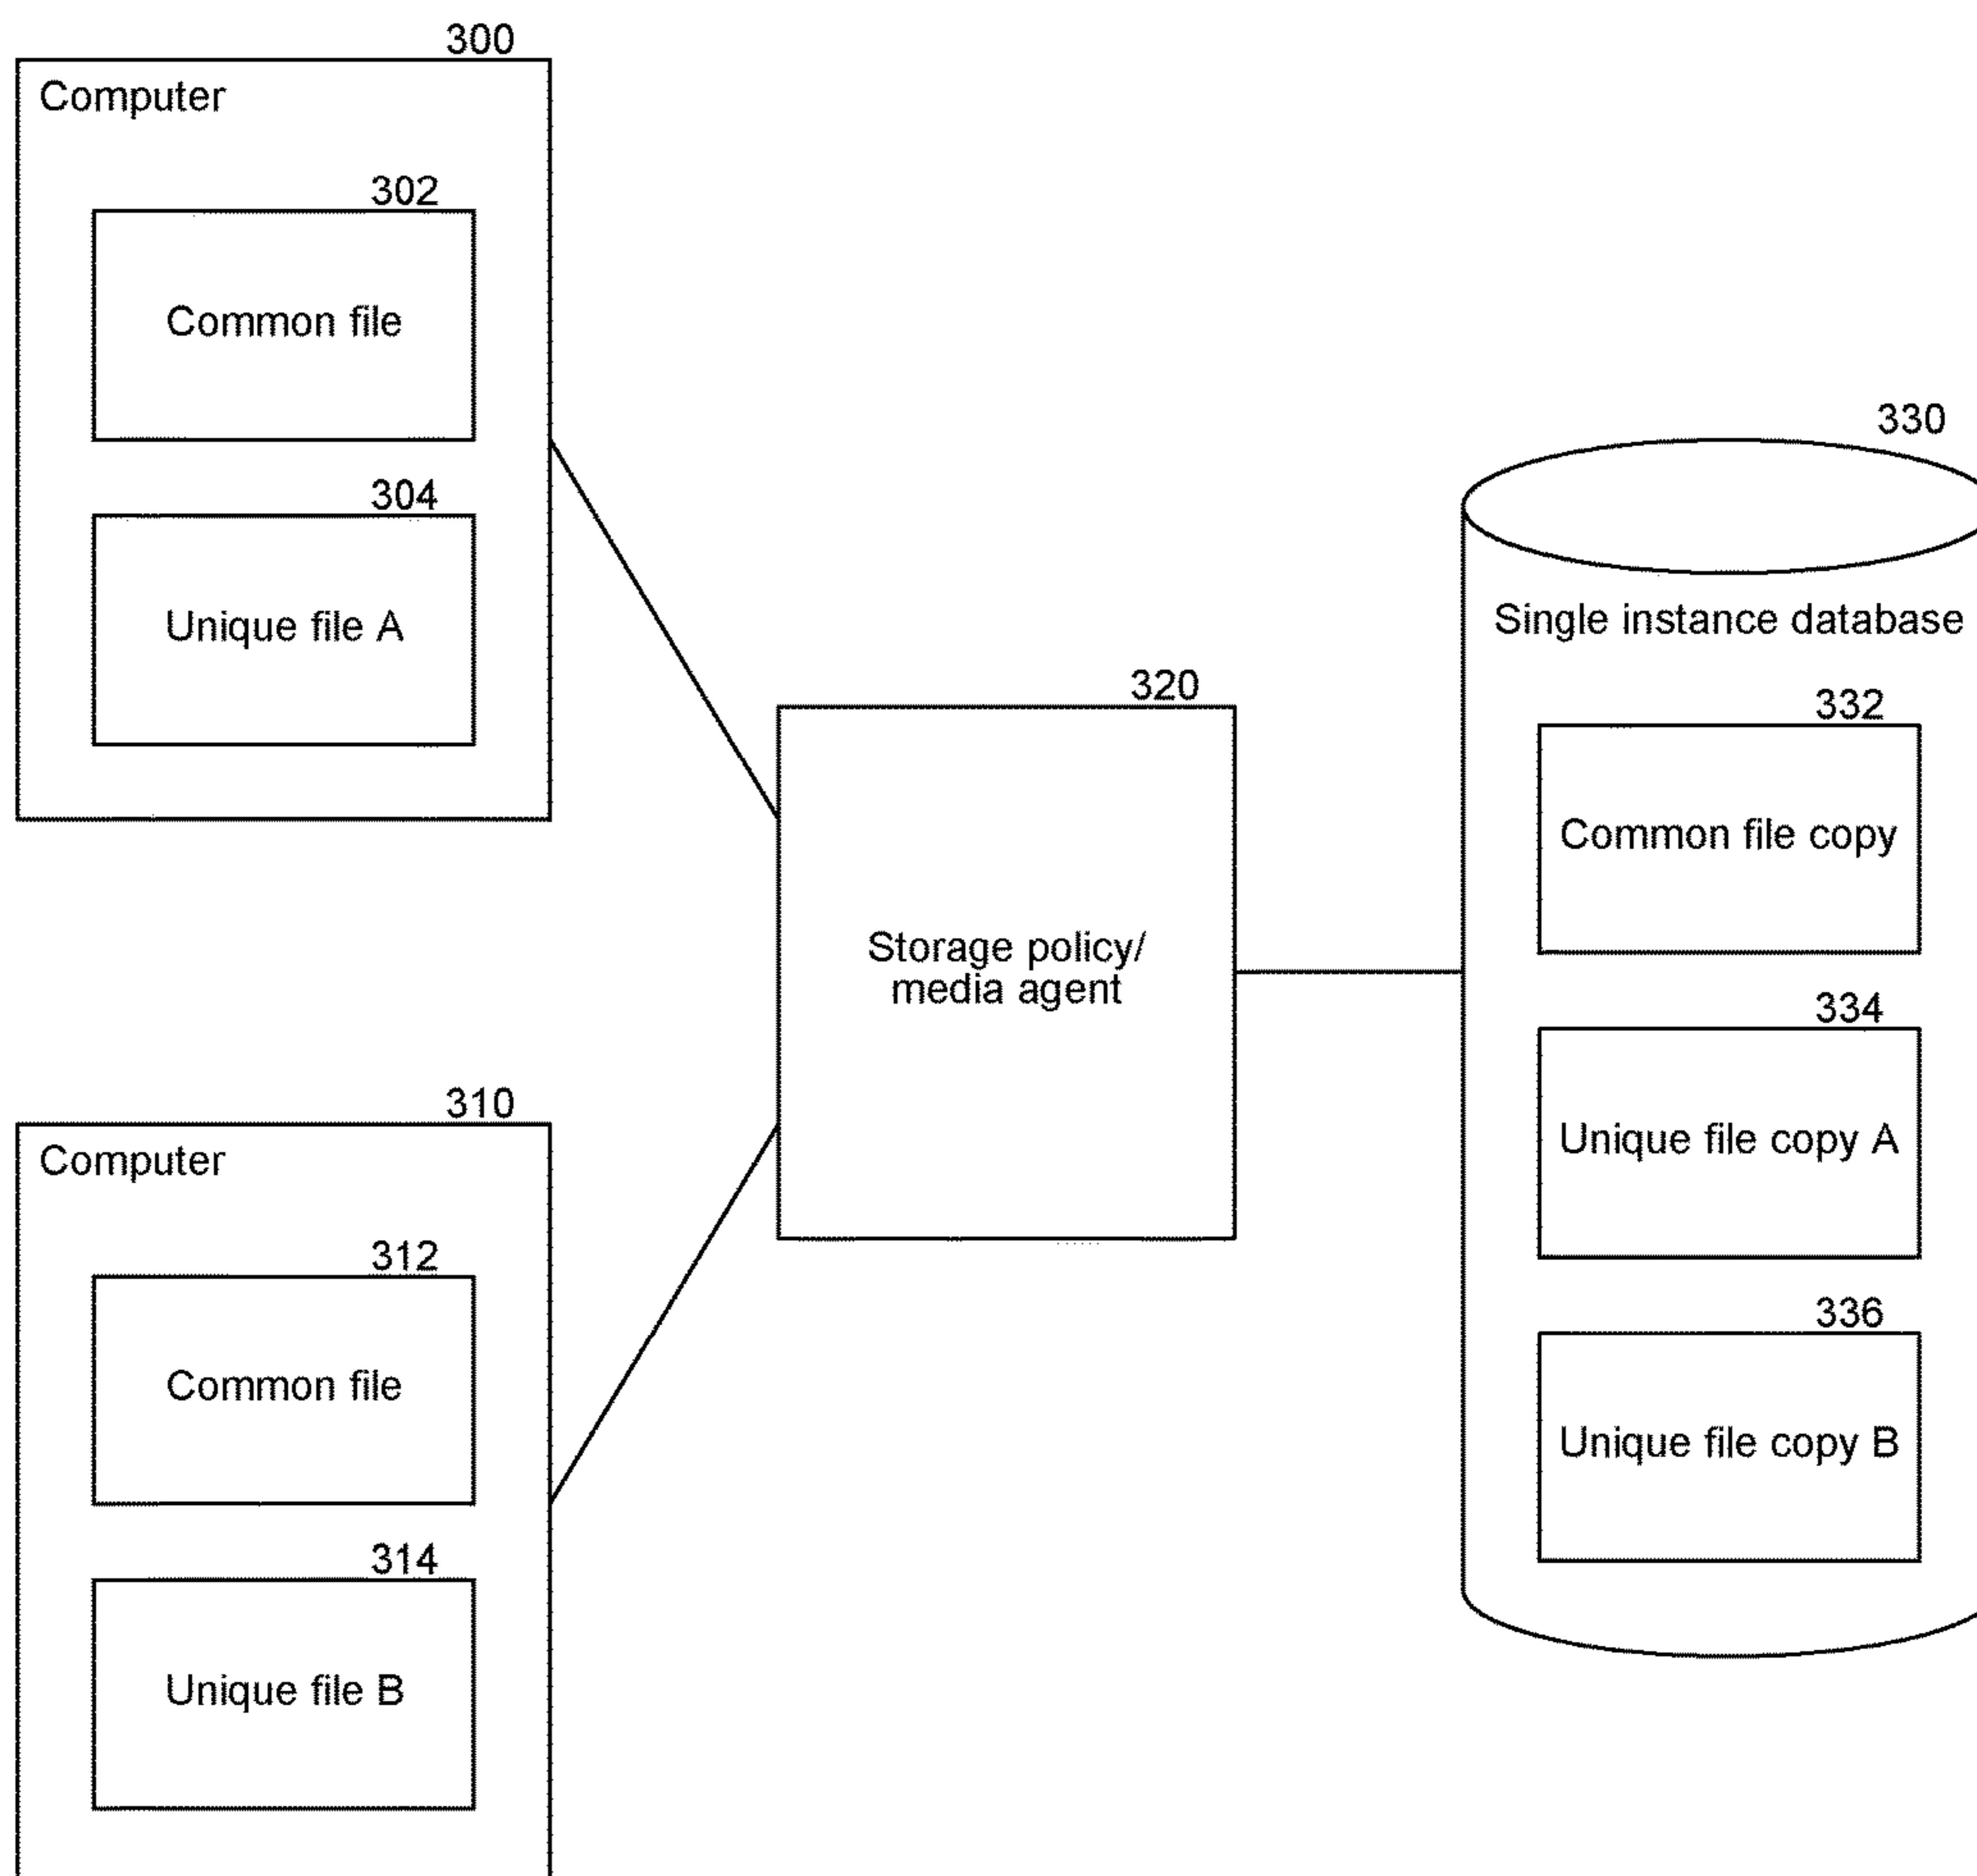 300
Computer
302
Common file
304
Unique file A
310
Computer
312
Common file
314
Unique file B
320
Storage policy/
media agent
330
Single instance database
332
Common file copy
334
Unique file copy A
336
Unique file copy B